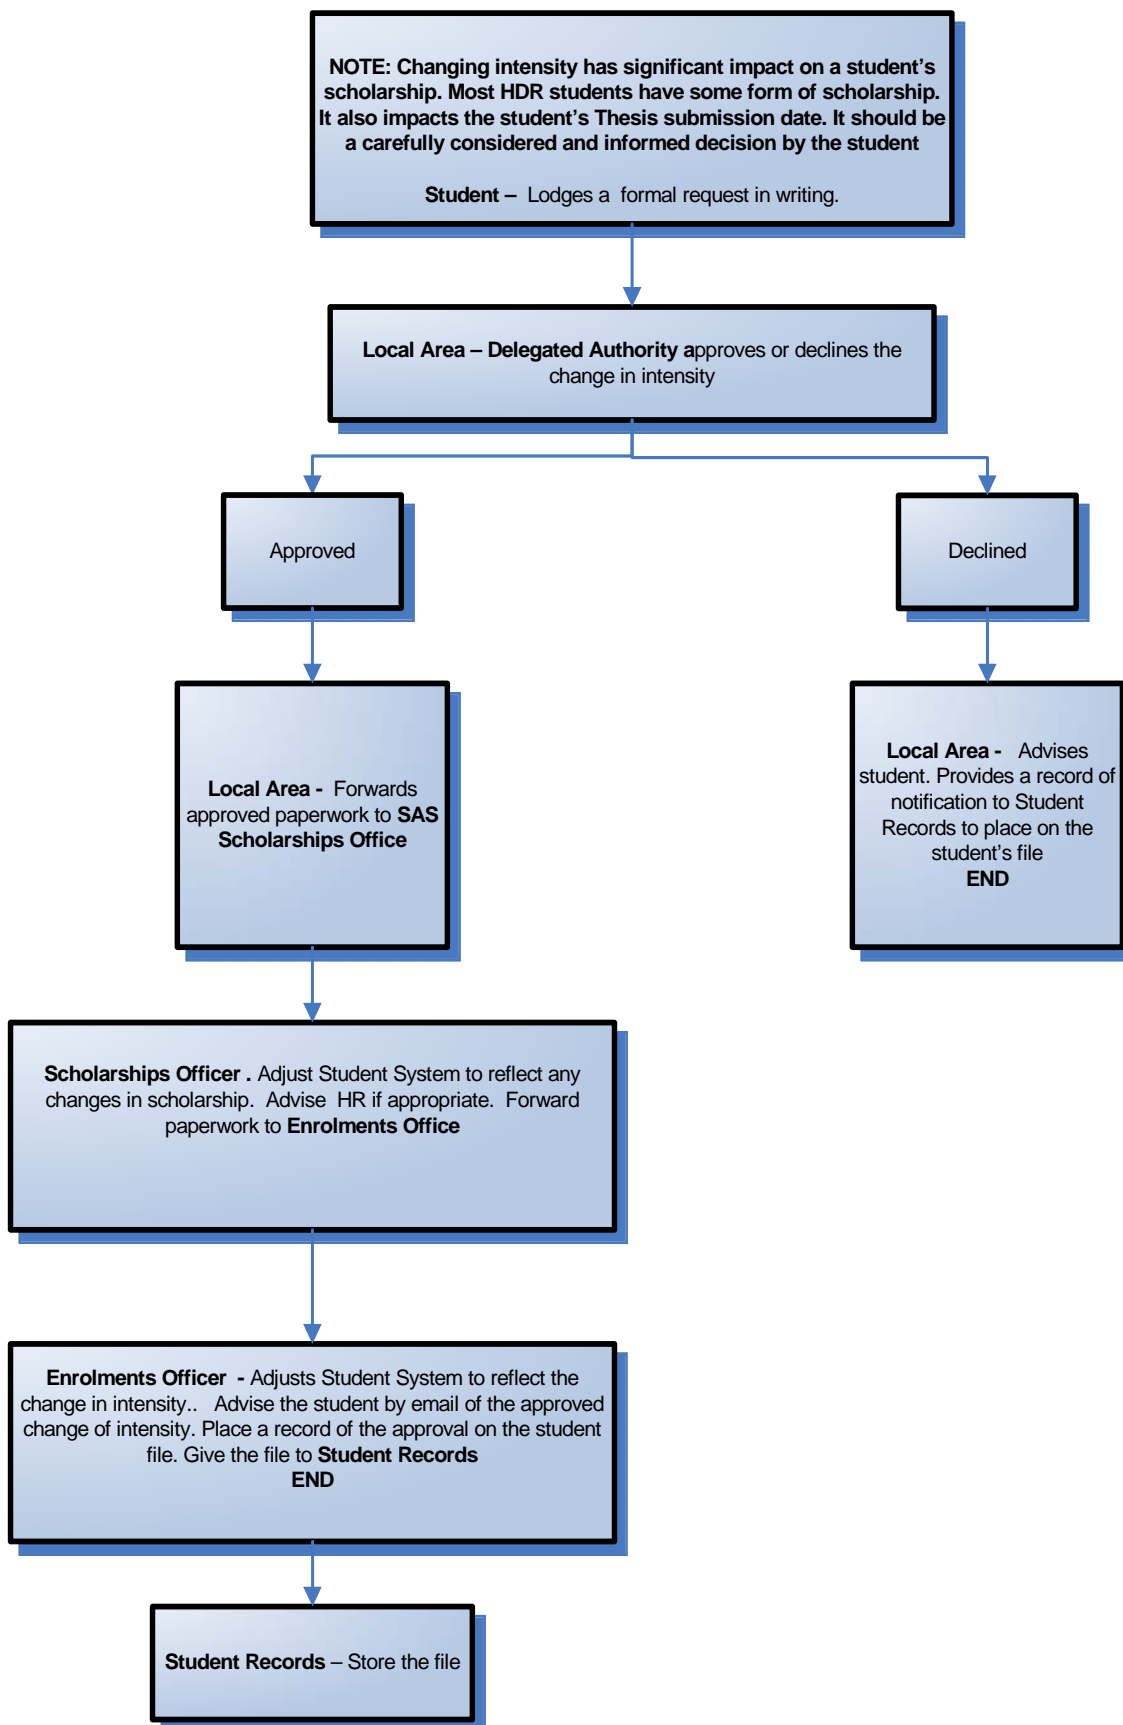 NOTE: Changing intensity has significant impact on a student’s
scholarship. Most HDR students have some form of scholarship.
It also impacts the student’s Thesis submission date. It should be
a carefully considered and informed decision by the student
Student – Lodges a formal request in writing.
Local Area – Delegated Authority approves or declines the
change in intensity
Approved
Declined
Local Area - Forwards
approved paperwork to SAS
Scholarships Office
Local Area - Advises
student. Provides a record of
notification to Student
Records to place on the
student’s file
END
Scholarships Officer . Adjust Student System to reflect any
changes in scholarship. Advise HR if appropriate. Forward
paperwork to Enrolments Office
Enrolments Officer - Adjusts Student System to reflect the
change in intensity.. Advise the student by email of the approved
change of intensity. Place a record of the approval on the student
file. Give the file to Student Records
END
Student Records – Store the file